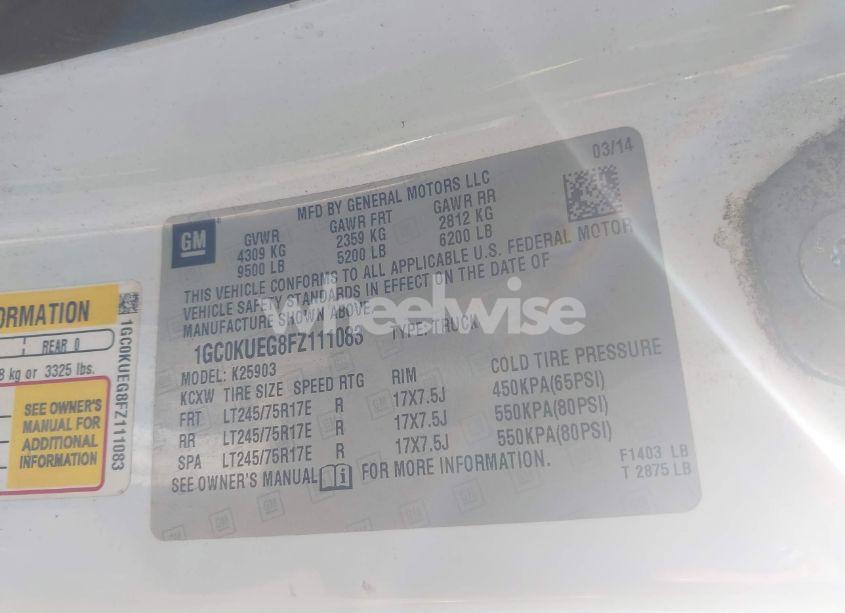 03/14
MFD BY GENERAL MOTORS LLC
GM
GVWR GAWR FRT GAWR RR
4309 KG 2359 KG 2812 KG
9500 LB 5200 LB 6200 LB
THIS VEHICLE CONFORMS TO ALL APPLICABLE U.S. FEDERAL MOTOR
VEHICLE SAFETY STANDARDS IN EFFECT ON THE DATE OF
MANUFACTURE SHOWN ABOVE.
1GC0KUEG8FZ111083 TYPE: TRUCK
MODEL: K25903
KCXW TIRE SIZE SPEED RTG RIM COLD TIRE PRESSURE
FRT LT245/75R17E R 17X7.5J 450KPA(65PSI)
RR LT245/75R17E R 17X7.5J 550KPA(80PSI)
SPA LT245/75R17E R 17X7.5J 550KPA(80PSI)
SEE OWNER'S MANUAL FOR MORE INFORMATION.
F1403 LB
T 2875 LB
ORMATION
REAR 0
8 kg or 3325 lbs.
SEE OWNER'S
MANUAL FOR
ADDITIONAL
INFORMATION
1GC0KUEG8FZ111083
wheelwise